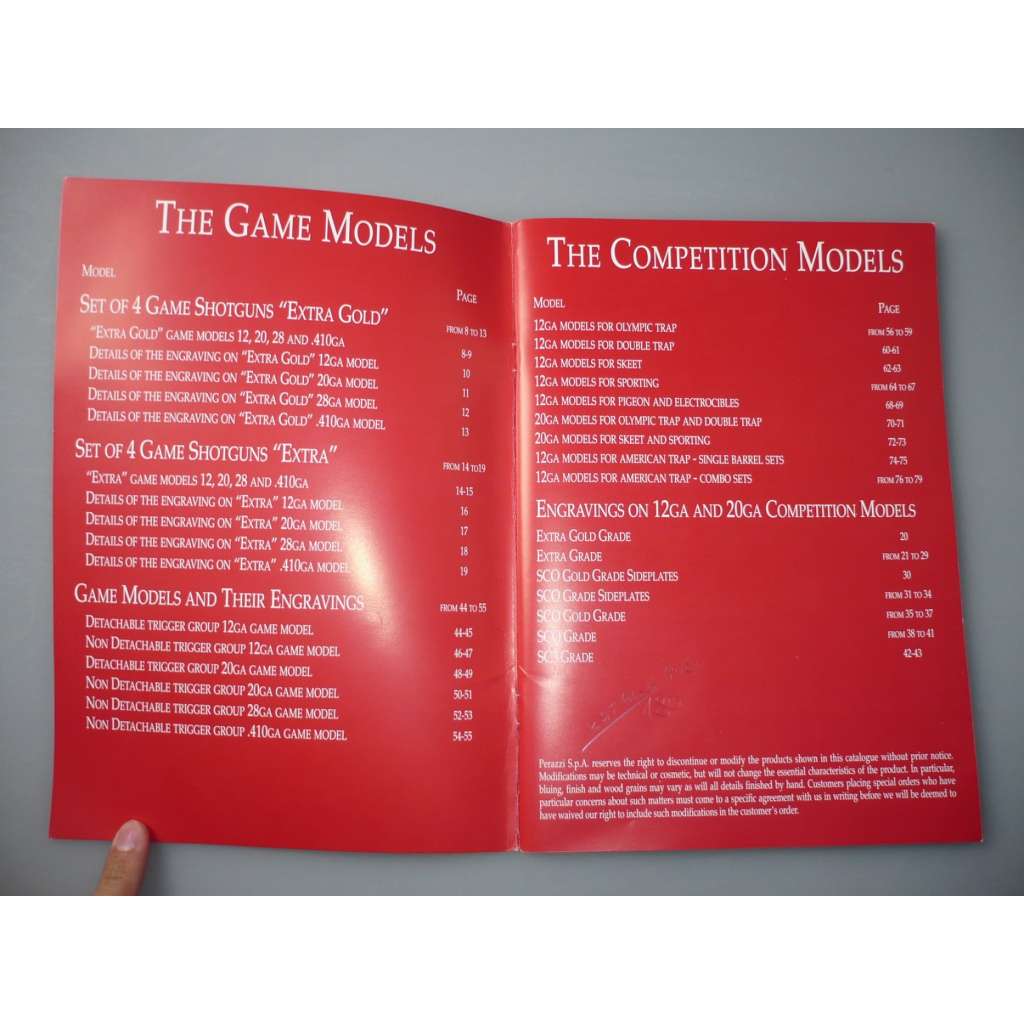 THE GAME MODELS
MODEL
PAGE
SET OF 4 GAME SHOTGUNS “EXTRA GOLD”
FROM 8 TO 13
“EXTRA GOLD” GAME MODELS 12, 20, 28 AND .410GA
8-9
DETAILS OF THE ENGRAVING ON “EXTRA GOLD” 12GA MODEL
10
DETAILS OF THE ENGRAVING ON “EXTRA GOLD” 20GA MODEL
11
DETAILS OF THE ENGRAVING ON “EXTRA GOLD” 28GA MODEL
12
DETAILS OF THE ENGRAVING ON “EXTRA GOLD” .410GA MODEL
13
SET OF 4 GAME SHOTGUNS “EXTRA”
FROM 14 TO19
“EXTRA” GAME MODELS 12, 20, 28 AND .410GA
14-15
DETAILS OF THE ENGRAVING ON “EXTRA” 12GA MODEL
16
DETAILS OF THE ENGRAVING ON “EXTRA” 20GA MODEL
17
DETAILS OF THE ENGRAVING ON “EXTRA” 28GA MODEL
18
DETAILS OF THE ENGRAVING ON “EXTRA” .410GA MODEL
19
GAME MODELS AND THEIR ENGRAVINGS
FROM 44 TO 55
DETACHABLE TRIGGER GROUP 12GA GAME MODEL
44-45
NON DETACHABLE TRIGGER GROUP 12GA GAME MODEL
46-47
DETACHABLE TRIGGER GROUP 20GA GAME MODEL
48-49
NON DETACHABLE TRIGGER GROUP 20GA GAME MODEL
50-51
NON DETACHABLE TRIGGER GROUP 28GA GAME MODEL
52-53
NON DETACHABLE TRIGGER GROUP .410GA GAME MODEL
54-55
THE COMPETITION MODELS
MODEL
PAGE
12GA MODELS FOR OLYMPIC TRAP
FROM 56 TO 59
12GA MODELS FOR DOUBLE TRAP
60-61
12GA MODELS FOR SKEET
62-63
12GA MODELS FOR SPORTING
FROM 64 TO 67
12GA MODELS FOR PIGEON AND ELECTROCIBLES
68-69
20GA MODELS FOR OLYMPIC TRAP AND DOUBLE TRAP
70-71
20GA MODELS FOR SKEET AND SPORTING
72-73
12GA MODELS FOR AMERICAN TRAP - SINGLE BARREL SETS
74-75
12GA MODELS FOR AMERICAN TRAP - COMBO SETS
FROM 76 TO 79
ENGRAVINGS ON 12GA AND 20GA COMPETITION MODELS
EXTRA GOLD GRADE
20
EXTRA GRADE
FROM 21 TO 29
SCO GOLD GRADE SIDEPLATES
30
SCO GRADE SIDEPLATES
FROM 31 TO 34
SCO GOLD GRADE
FROM 35 TO 37
SCO GRADE
FROM 38 TO 41
SC3 GRADE
42-43
Perazzi S.p.A. reserves the right to discontinue or modify the products shown in this catalogue without prior notice.
Modifications may be technical or cosmetic, but will not change the essential characteristics of the product. In particular,
bluing, finish and wood grains may vary as will all details finished by hand. Customers placing special orders who have
particular concerns about such matters must come to a specific agreement with us in writing before we will be deemed to
have waived our right to include such modifications in the customer's order.